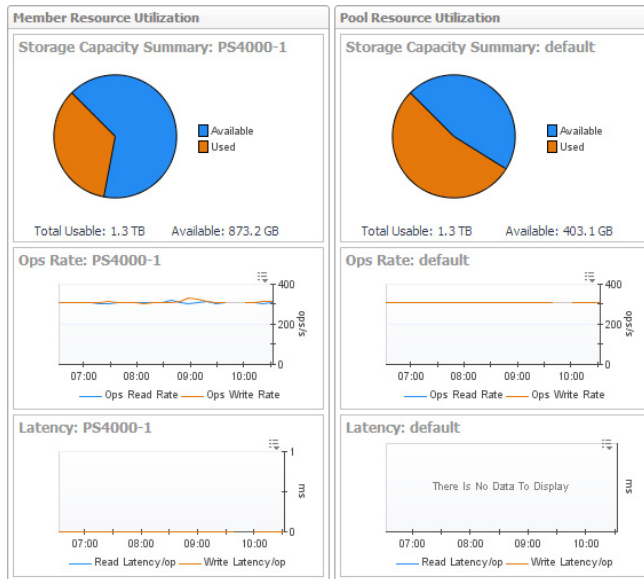 Member Resource Utilization
Storage Capacity Summary: PS4000-1
Available
Used
Total Usable: 1.3 TB Available: 873.2 GB
Ops Rate: PS4000-1
400
200
0
ops/s
07:00 08:00 09:00 10:00
Ops Read Rate Ops Write Rate
Latency: PS4000-1
1
0
ms
07:00 08:00 09:00 10:00
Read Latency/op Write Latency/op
Pool Resource Utilization
Storage Capacity Summary: default
Available
Used
Total Usable: 1.3 TB Available: 403.1 GB
Ops Rate: default
400
200
0
ops/s
07:00 08:00 09:00 10:00
Ops Read Rate Ops Write Rate
Latency: default
There Is No Data To Display
ms
07:00 08:00 09:00 10:00
Read Latency/op Write Latency/op